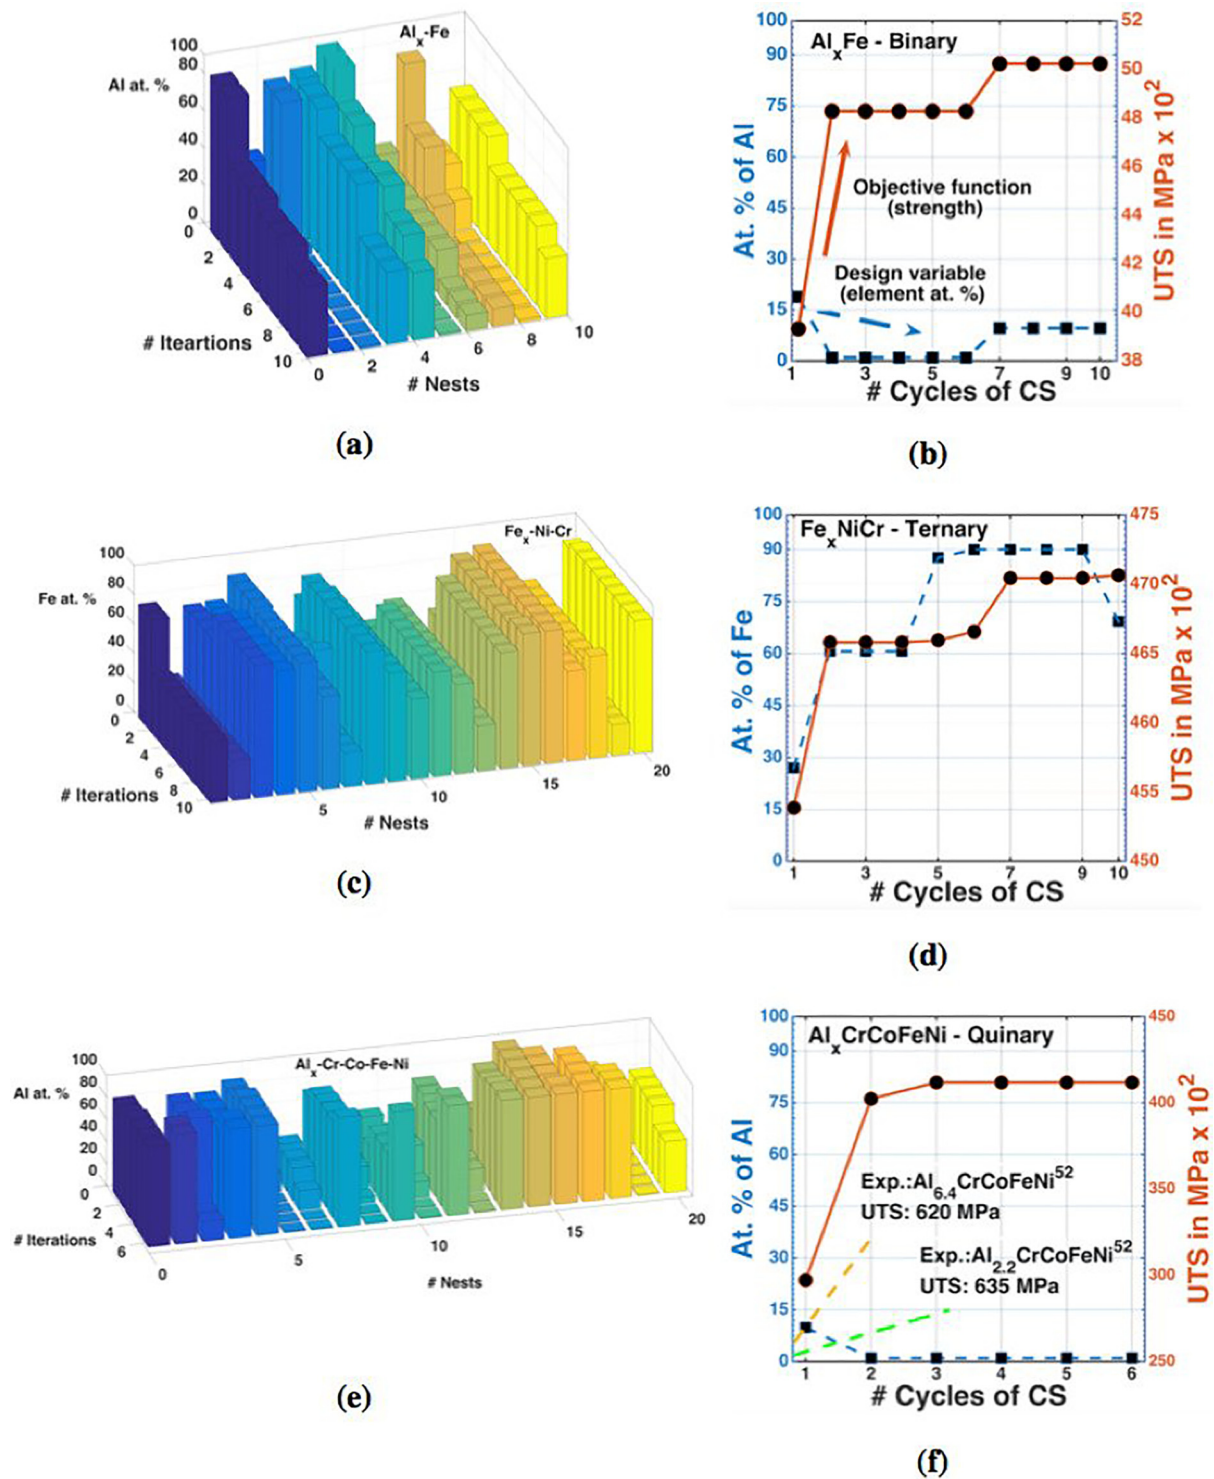 Al
x
-Fe
100
80
60
40
20
0
Al at. %
0
2
4
6
8
10
# Iteartions
0
2
4
6
8
10
# Nests
(a)
AlxFe - Binary
100
90
75
60
45
30
15
0
At. % of Al
52
50
48
46
44
42
40
38
UTS in MPa x 10²
Objective function
(strength)
Design variable
(element at. %)
1
3
5
7
9
10
# Cycles of CS
(b)
Fex-Ni-Cr
100
80
60
40
20
0
Fe at. %
0
2
4
6
8
10
# Iterations
5
10
15
20
# Nests
(c)
FexNiCr - Ternary
100
90
75
60
45
30
15
0
At. % of Fe
475
470
465
460
455
450
UTS in MPa x 10²
1
3
5
7
9
10
# Cycles of CS
(d)
Alx-Cr-Co-Fe-Ni
100
80
60
40
20
0
Al at. %
0
2
4
6
# Iterations
0
5
10
15
20
# Nests
(e)
AlxCrCoFeNi - Quinary
100
90
75
60
45
30
15
0
At. % of Al
450
400
350
300
250
UTS in MPa x 10²
Exp.:Al6.4CrCoFeNi⁵²
UTS: 620 MPa
Exp.:Al2.2CrCoFeNi⁵²
UTS: 635 MPa
1
2
3
4
5
6
# Cycles of CS
(f)